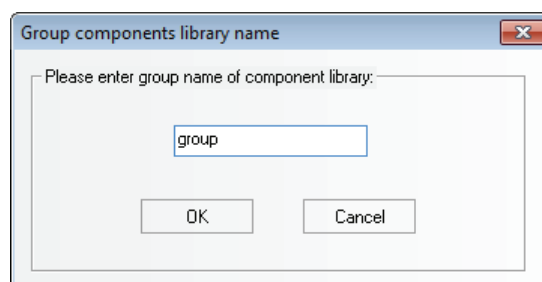 Group components library name
Please enter group name of component library:
group
OK
Cancel